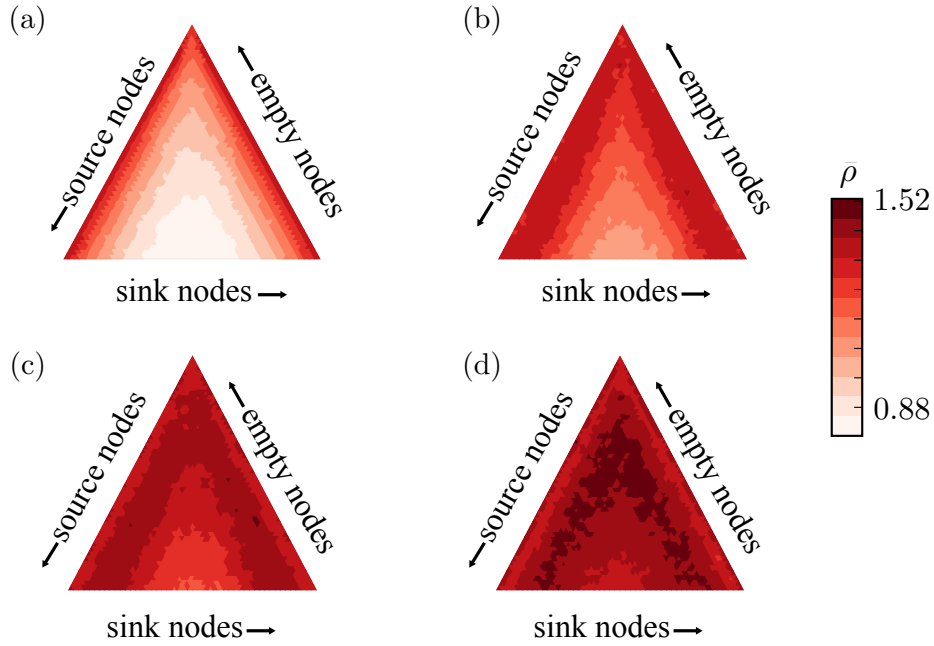 (a)
source nodes
empty nodes
sink nodes
(b)
source nodes
empty nodes
sink nodes
ρ̄
1.52
0.88
(c)
source nodes
empty nodes
sink nodes
(d)
source nodes
empty nodes
sink nodes